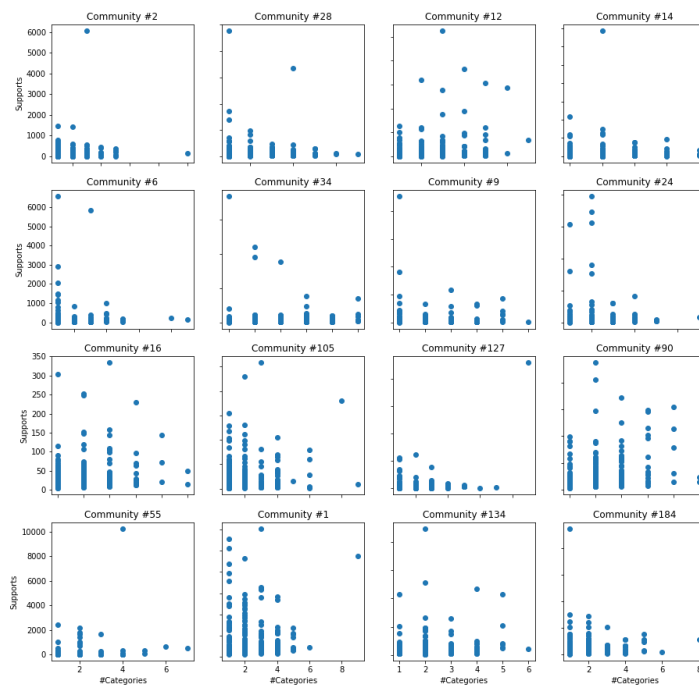 Community #2
Community #28
Community #12
Community #14
Supports
6000
5000
4000
3000
2000
1000
0
Community #6
Community #34
Community #9
Community #24
Supports
6000
5000
4000
3000
2000
1000
0
Community #16
Community #105
Community #127
Community #90
Supports
350
300
250
200
150
100
50
0
Community #55
Community #1
Community #134
Community #184
Supports
10000
8000
6000
4000
2000
0
2 4 6
2 4 6 8
1 2 3 4 5 6
2 4 6 8
#Categories #Categories #Categories #Categories